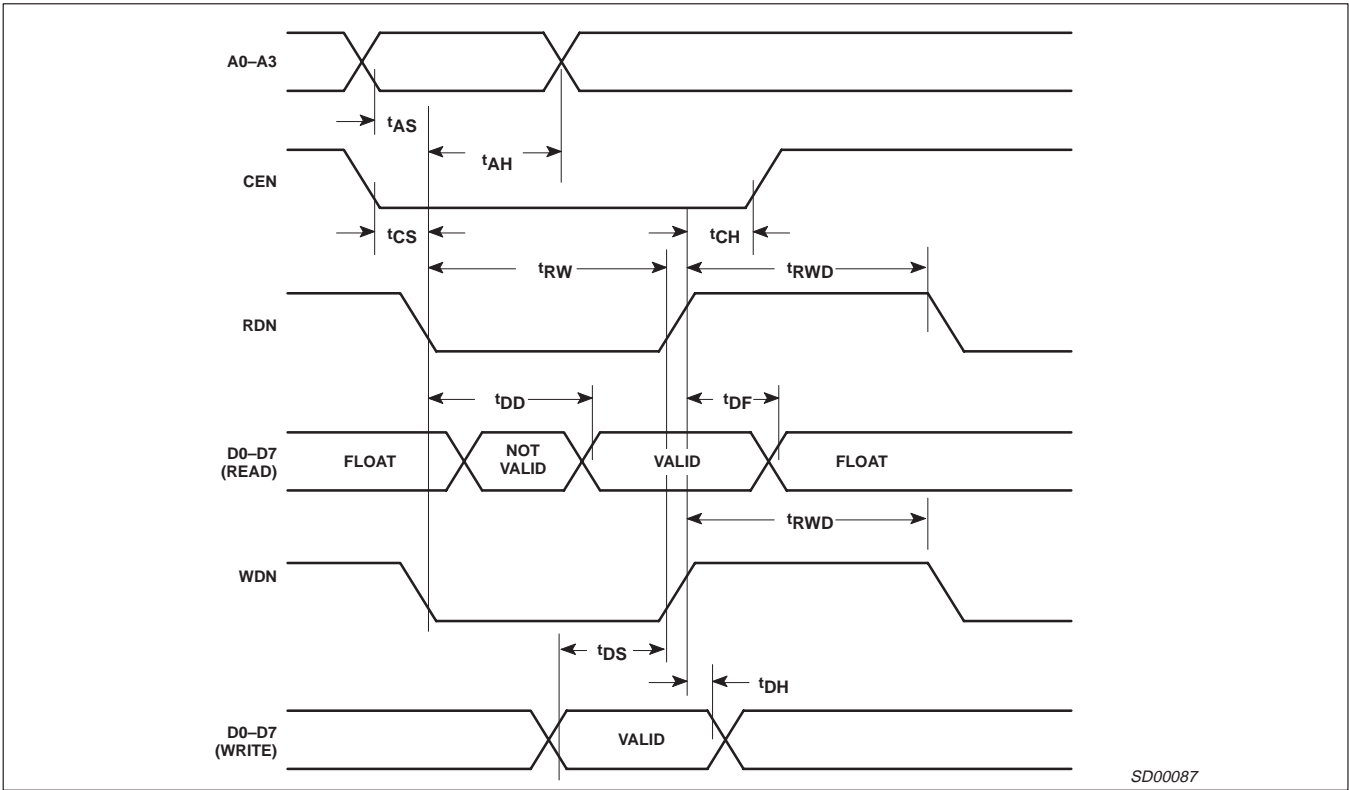 A0–A3
tAS
tAH
CEN
tCS
tCH
tRW
tRWD
RDN
tDD
tDF
D0–D7
(READ)
FLOAT
NOT
VALID
VALID
FLOAT
tRWD
WDN
tDS
tDH
D0–D7
(WRITE)
VALID
SD00087